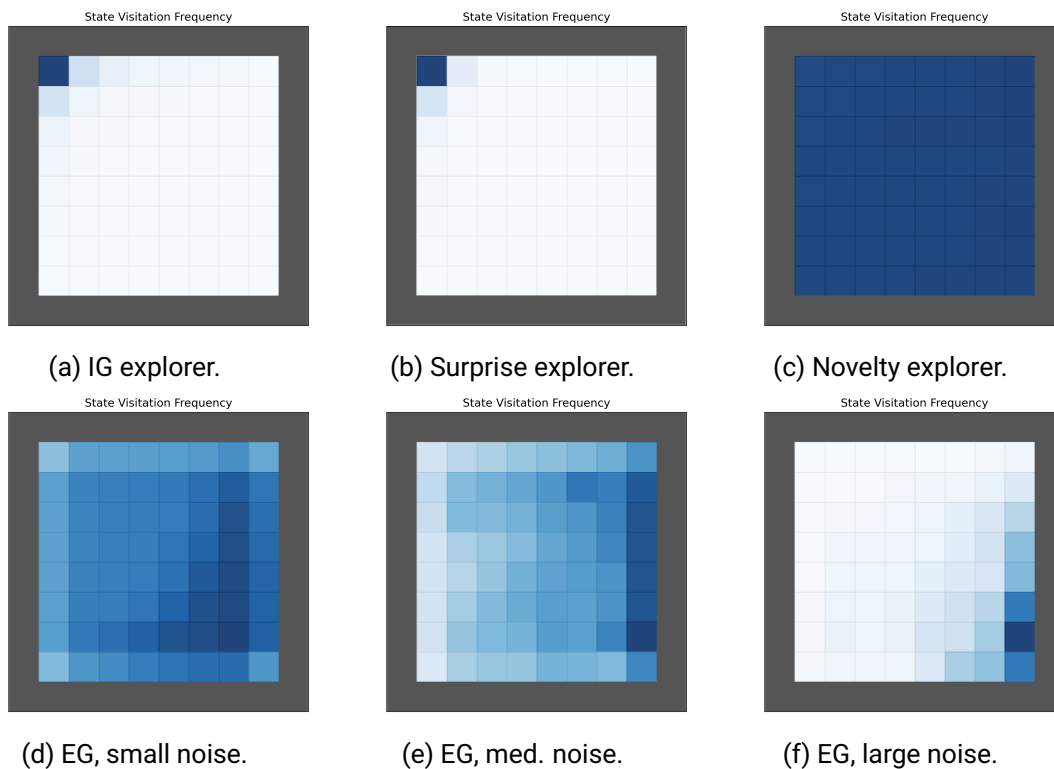 State Visitation Frequency
State Visitation Frequency
State Visitation Frequency
(a) IG explorer.
(b) Surprise explorer.
(c) Novelty explorer.
State Visitation Frequency
State Visitation Frequency
State Visitation Frequency
(d) EG, small noise.
(e) EG, med. noise.
(f) EG, large noise.